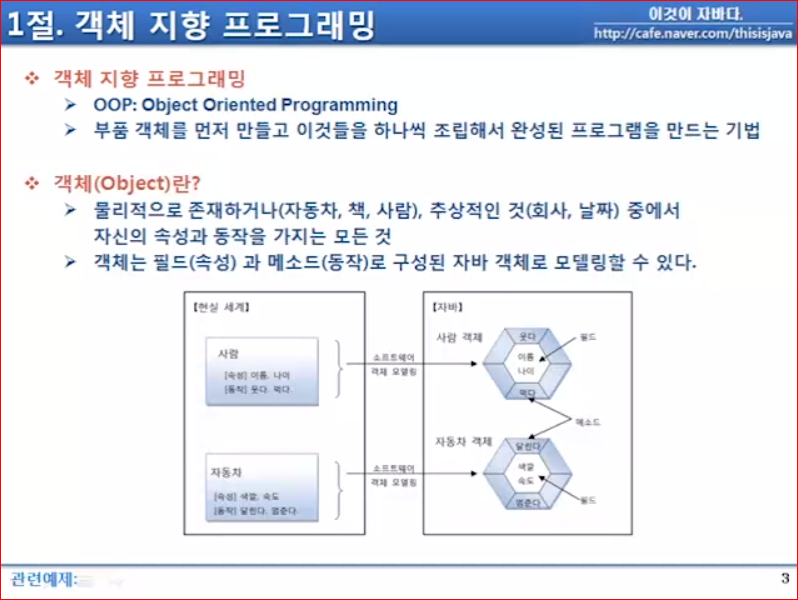 1절. 객체 지향 프로그래밍
이것이 자바다.
http://cafe.naver.com/thisisjava
객체 지향 프로그래밍
OOP: Object Oriented Programming
부품 객체를 먼저 만들고 이것들을 하나씩 조립해서 완성된 프로그램을 만드는 기법
객체(Object)란?
물리적으로 존재하거나(자동차, 책, 사람), 추상적인 것(회사, 날짜) 중에서
자신의 속성과 동작을 가지는 모든 것
객체는 필드(속성) 과 메소드(동작)로 구성된 자바 객체로 모델링할 수 있다.
[현실 세계]
사람
[속성] 이름, 나이
[동작] 웃다. 먹다.
소프트웨어
객체 모델링
[자바]
사람 객체
웃다
이름
나이
먹다
필드
메소드
자동차
[속성] 색깔, 속도
[동작] 달린다. 멈춘다.
소프트웨어
객체 모델링
자동차 객체
달린다
색깔
속도
멈춘다
필드
관련예제:
3